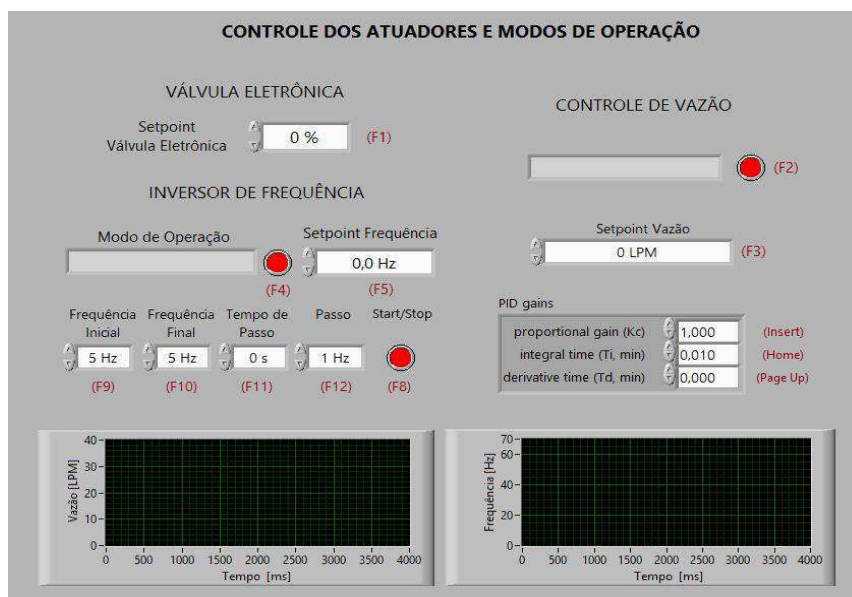 CONTROLE DOS ATUADORES E MODOS DE OPERAÇÃO
VÁLVULA ELETRÔNICA
Setpoint
Válvula Eletrônica
0 %
(F1)
INVERSOR DE FREQUÊNCIA
Modo de Operação
(F4)
Setpoint Frequência
0,0 Hz
(F5)
Frequência
Inicial
5 Hz
(F9)
Frequência
Final
5 Hz
(F10)
Tempo de
Passo
0 s
(F11)
Passo
1 Hz
(F12)
Start/Stop
(F8)
CONTROLE DE VAZÃO
(F2)
Setpoint Vazão
0 LPM
(F3)
PID gains
proportional gain (Kc) 1,000 (Insert)
integral time (Ti, min) 0,010 (Home)
derivative time (Td, min) 0,000 (Page Up)
Vazão [LPM]
40
30
20
10
0
0 500 1000 1500 2000 2500 3000 3500 4000
Tempo [ms]
Frequência [Hz]
70
60
40
20
0
0 500 1000 1500 2000 2500 3000 3500 4000
Tempo [ms]